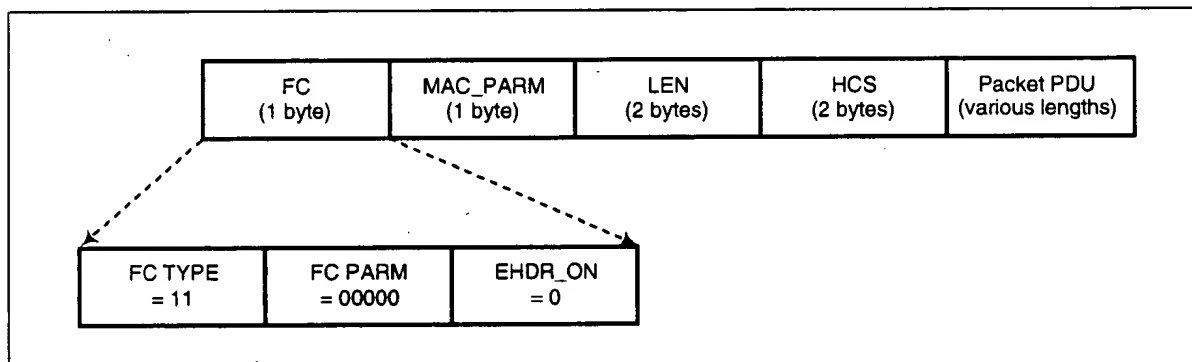 FC
(1 byte)
MAC_PARM
(1 byte)
LEN
(2 bytes)
HCS
(2 bytes)
Packet PDU
(various lengths)
FC TYPE
= 11
FC PARM
= 00000
EHDR_ON
= 0